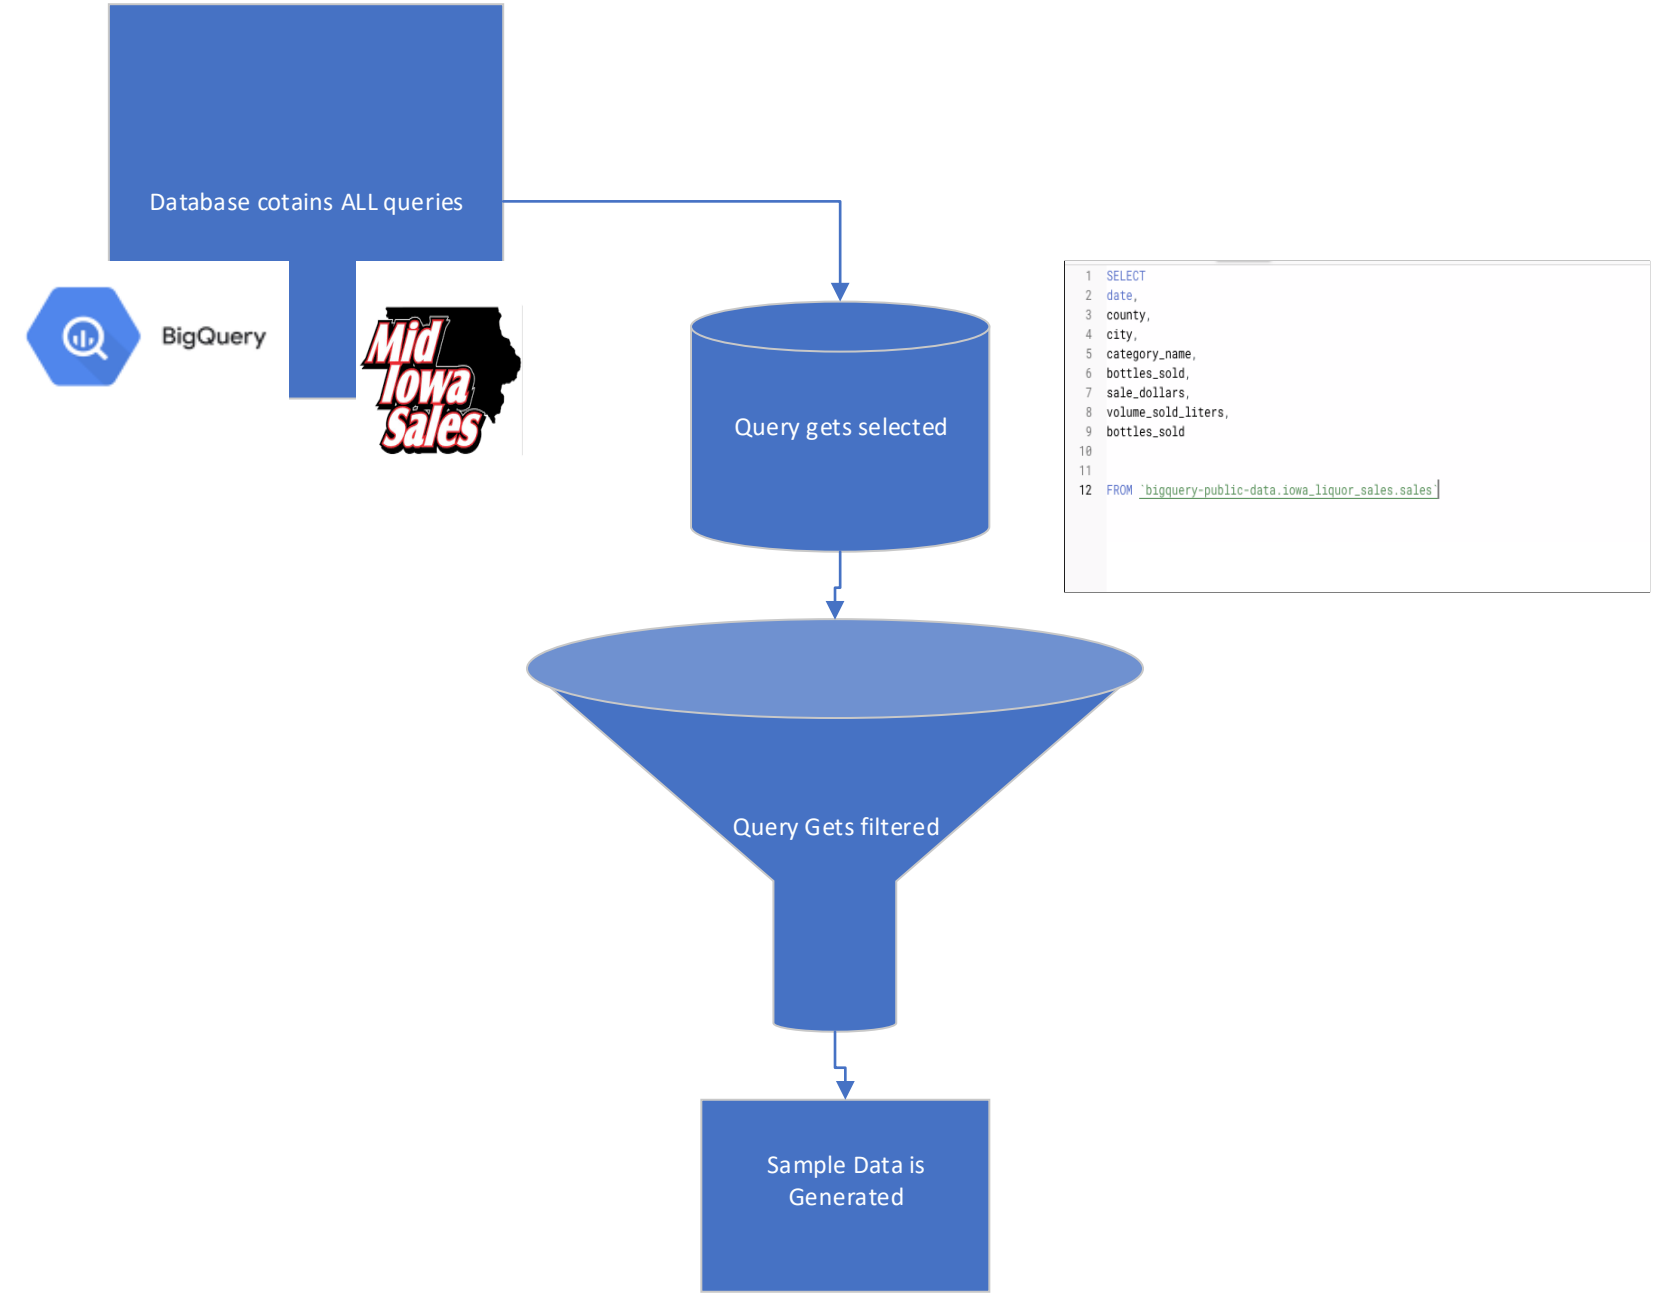 Database cotains ALL queries
BigQuery
Mid
Iowa
Sales
Query gets selected
1 SELECT
2 date,
3 county,
4 city,
5 category_name,
6 bottles_sold,
7 sale_dollars,
8 volume_sold_liters,
9 bottles_sold
10
11
12 FROM `bigquery-public-data.iowa_liquor_sales.sales`
Query Gets filtered
Sample Data is
Generated